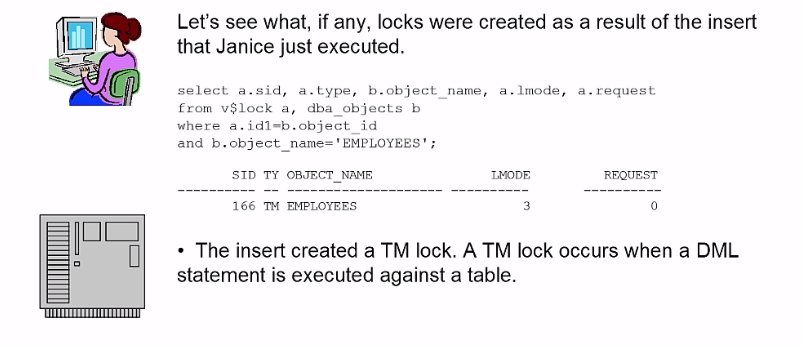 Let's see what, if any, locks were created as a result of the insert
that Janice just executed.
select a.sid, a.type, b.object_name, a.lmode, a.request
from v$lock a, dba_objects b
where a.id1=b.object_id
and b.object_name='EMPLOYEES';
SID TY OBJECT_NAME LMODE REQUEST
---------- -- -------------------- ---------- ----------
166 TM EMPLOYEES 3 0
• The insert created a TM lock. A TM lock occurs when a DML
statement is executed against a table.